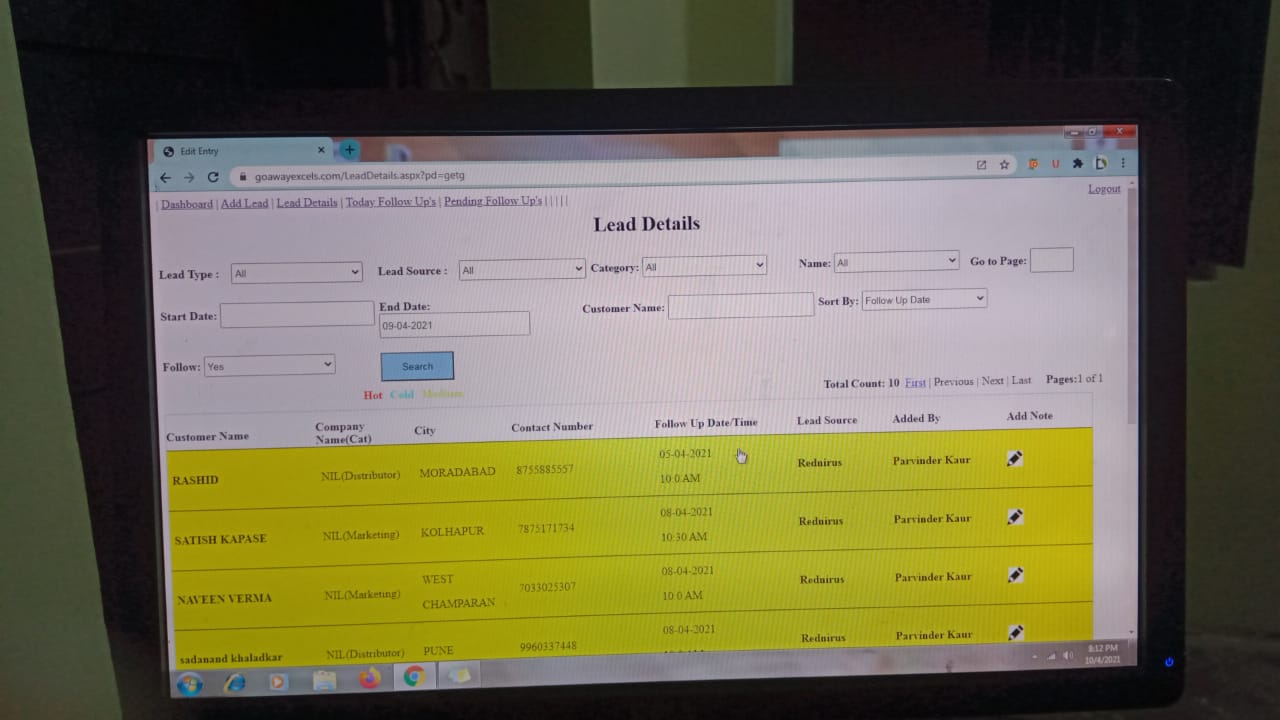 Edit Entry
goawayexcels.com/LeadDetails.aspx?pd=getg
| Dashboard | Add Lead | Lead Details | Today Follow Up's | Pending Follow Up's | | | | |
Logout
Lead Details
Lead Type : All Lead Source : All Category: All Name: All Go to Page:
Start Date: End Date: 09-04-2021 Customer Name: Sort By: Follow Up Date
Follow: Yes Search
Hot Cold Medium
Total Count: 10 First | Previous | Next | Last Pages:1 of 1
Customer Name Company Name(Cat) City Contact Number Follow Up Date/Time Lead Source Added By Add Note
RASHID NIL(Distributor) MORADABAD 8755885557 05-04-2021 10:0 AM Rednirus Parvinder Kaur
SATISH KAPASE NIL(Marketing) KOLHAPUR 7875171734 08-04-2021 10:30 AM Rednirus Parvinder Kaur
NAVEEN VERMA NIL(Marketing) WEST CHAMPARAN 7033025307 08-04-2021 10:0 AM Rednirus Parvinder Kaur
sadanand khaladkar NIL(Distributor) PUNE 9960337448 08-04-2021 Rednirus Parvinder Kaur
8:12 PM
10/4/2021